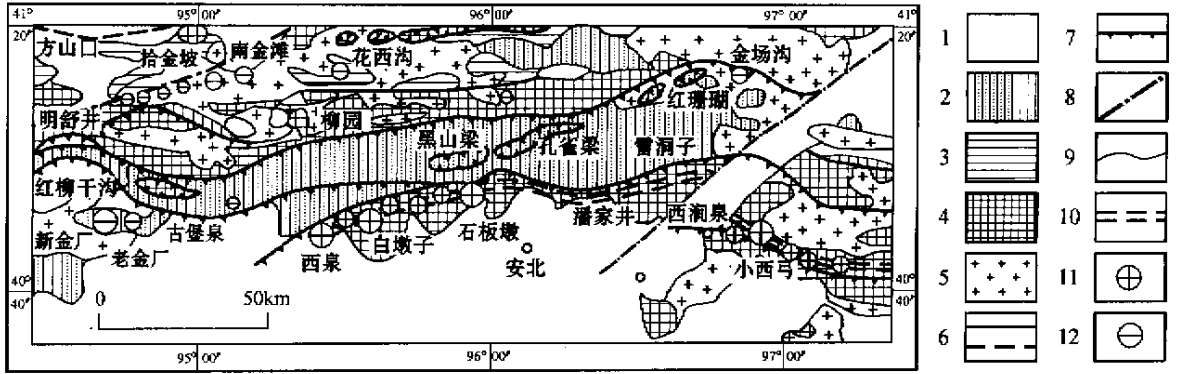 41° 95° 00′ 96° 00′ 97° 00′ 41°
20′ 20′
方山口 拾金坡 南金滩 花西沟 金场沟
明舒井 柳园 红珊瑚
黑山梁 孔雀梁 雷洞子
红柳干沟
新金厂 老金厂 古堡泉 西泉 白墩子 石板墩 潘家井 西涧泉
安北 小西弓
40° 40°
40′ 40′
0 50km
95° 00′ 96° 00′ 97° 00′
1 7
2 8
3 9
4 10
5 11
6 12